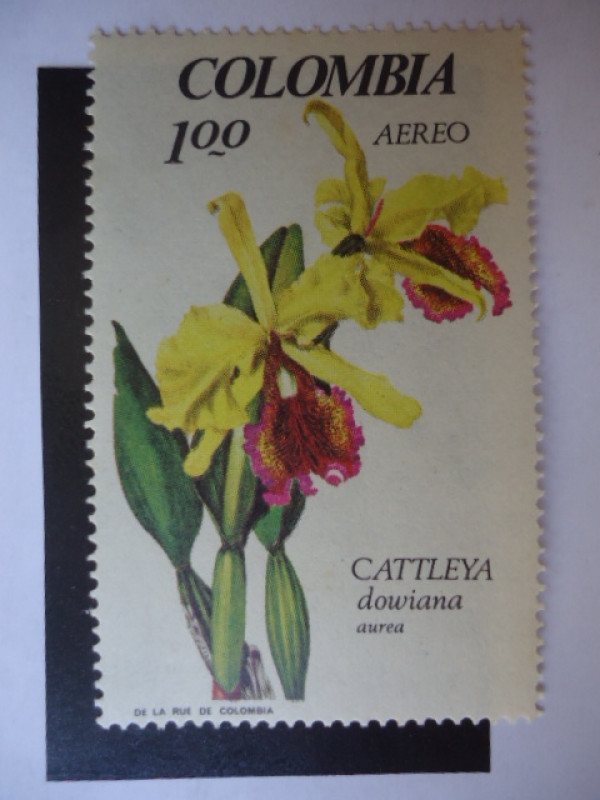 COLOMBIA
1.00 AEREO
CATTLEYA
dowiana
aurea
DE LA RUE DE COLOMBIA